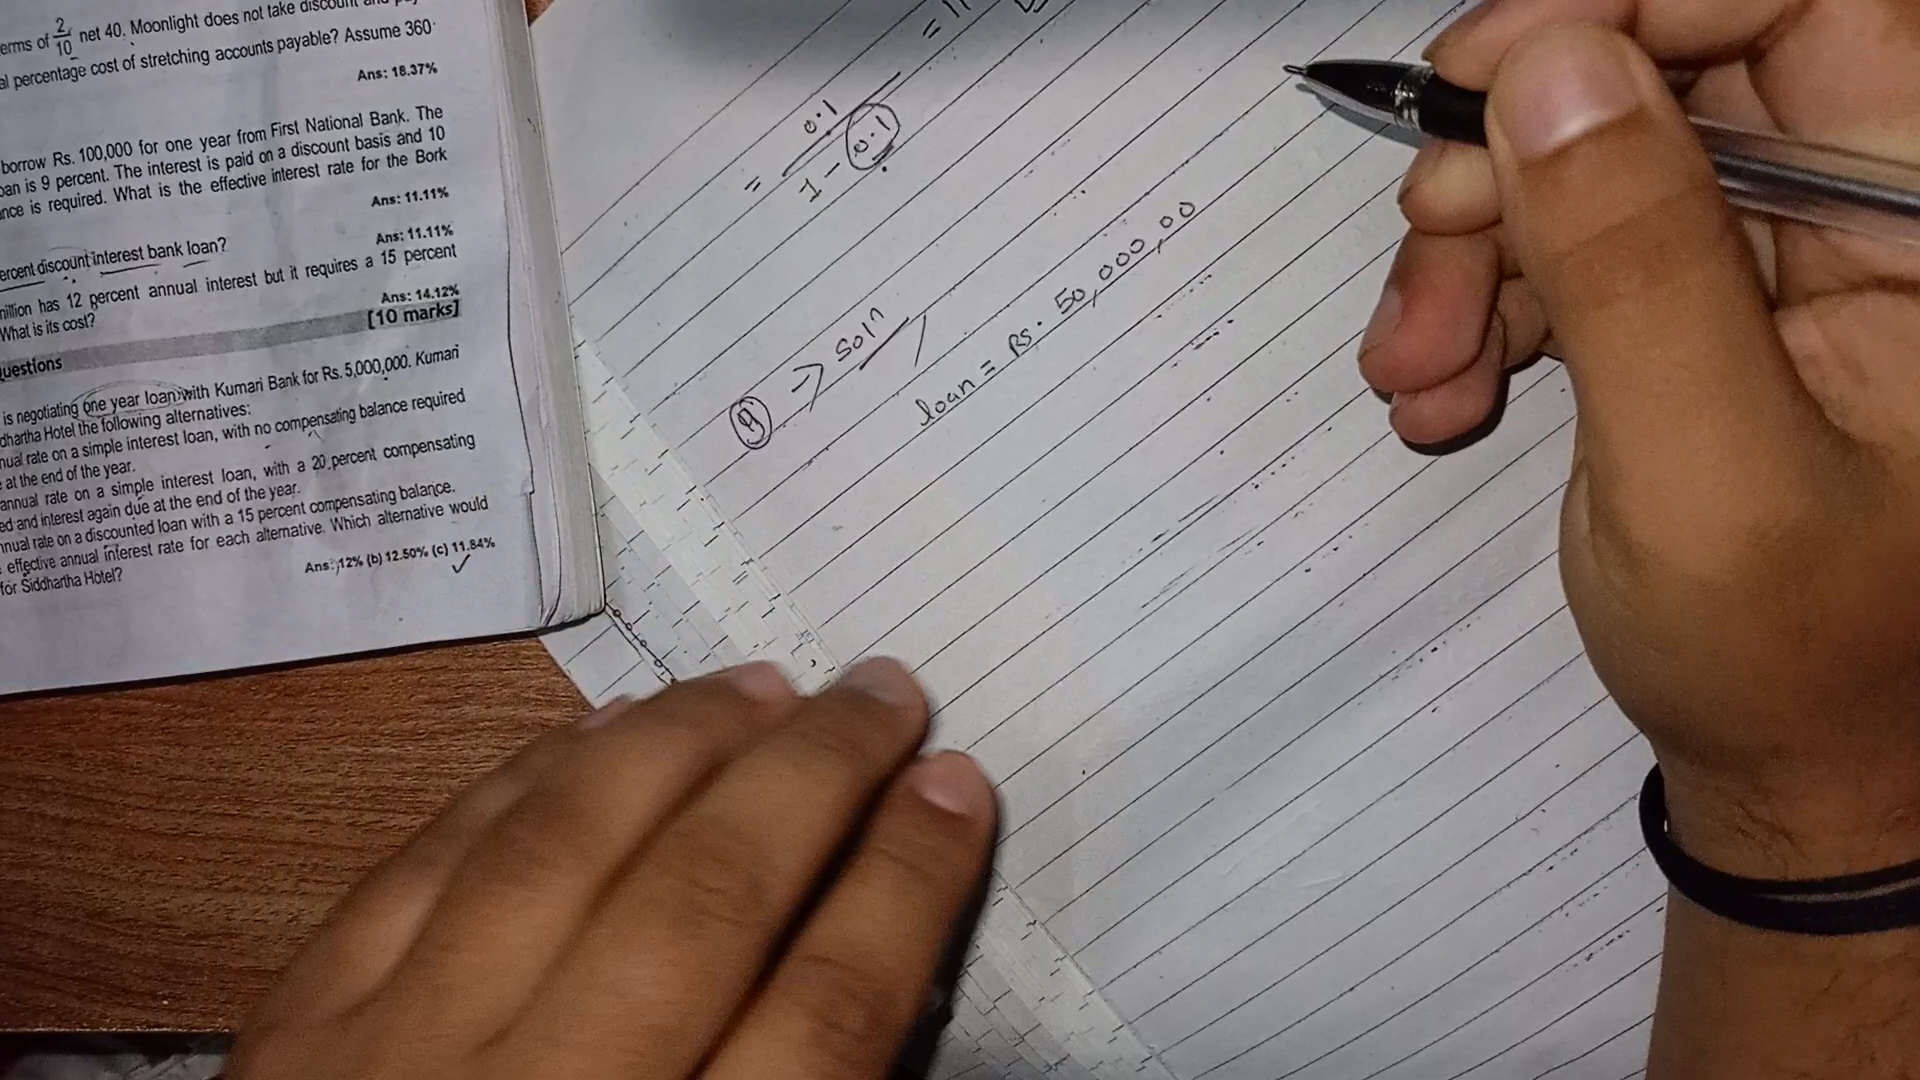 erms of 2/10 net 40. Moonlight does not take discount and
al percentage cost of stretching accounts payable? Assume 360
Ans: 18.37%
borrow Rs. 100,000 for one year from First National Bank. The
oan is 9 percent. The interest is paid on a discount basis and 10
nce is required. What is the effective interest rate for the Bork
Ans: 11.11%
ercent discount interest bank loan?
Ans: 11.11%
nillion has 12 percent annual interest but it requires a 15 percent
What is its cost?
Ans: 14.12%
[10 marks]
Questions
is negotiating one year loan with Kumari Bank for Rs. 5,000,000. Kumari
dhartha Hotel the following alternatives:
nual rate on a simple interest loan, with no compensating balance required
at the end of the year.
annual rate on a simple interest loan, with a 20 percent compensating
ed and interest again due at the end of the year.
nnual rate on a discounted loan with a 15 percent compensating balance.
effective annual interest rate for each alternative. Which alternative would
for Siddhartha Hotel?
Ans: 12% (b) 12.50% (c) 11.84%
= 0.1 / 1 - 0.1
soln
loan = Rs. 50,000,00